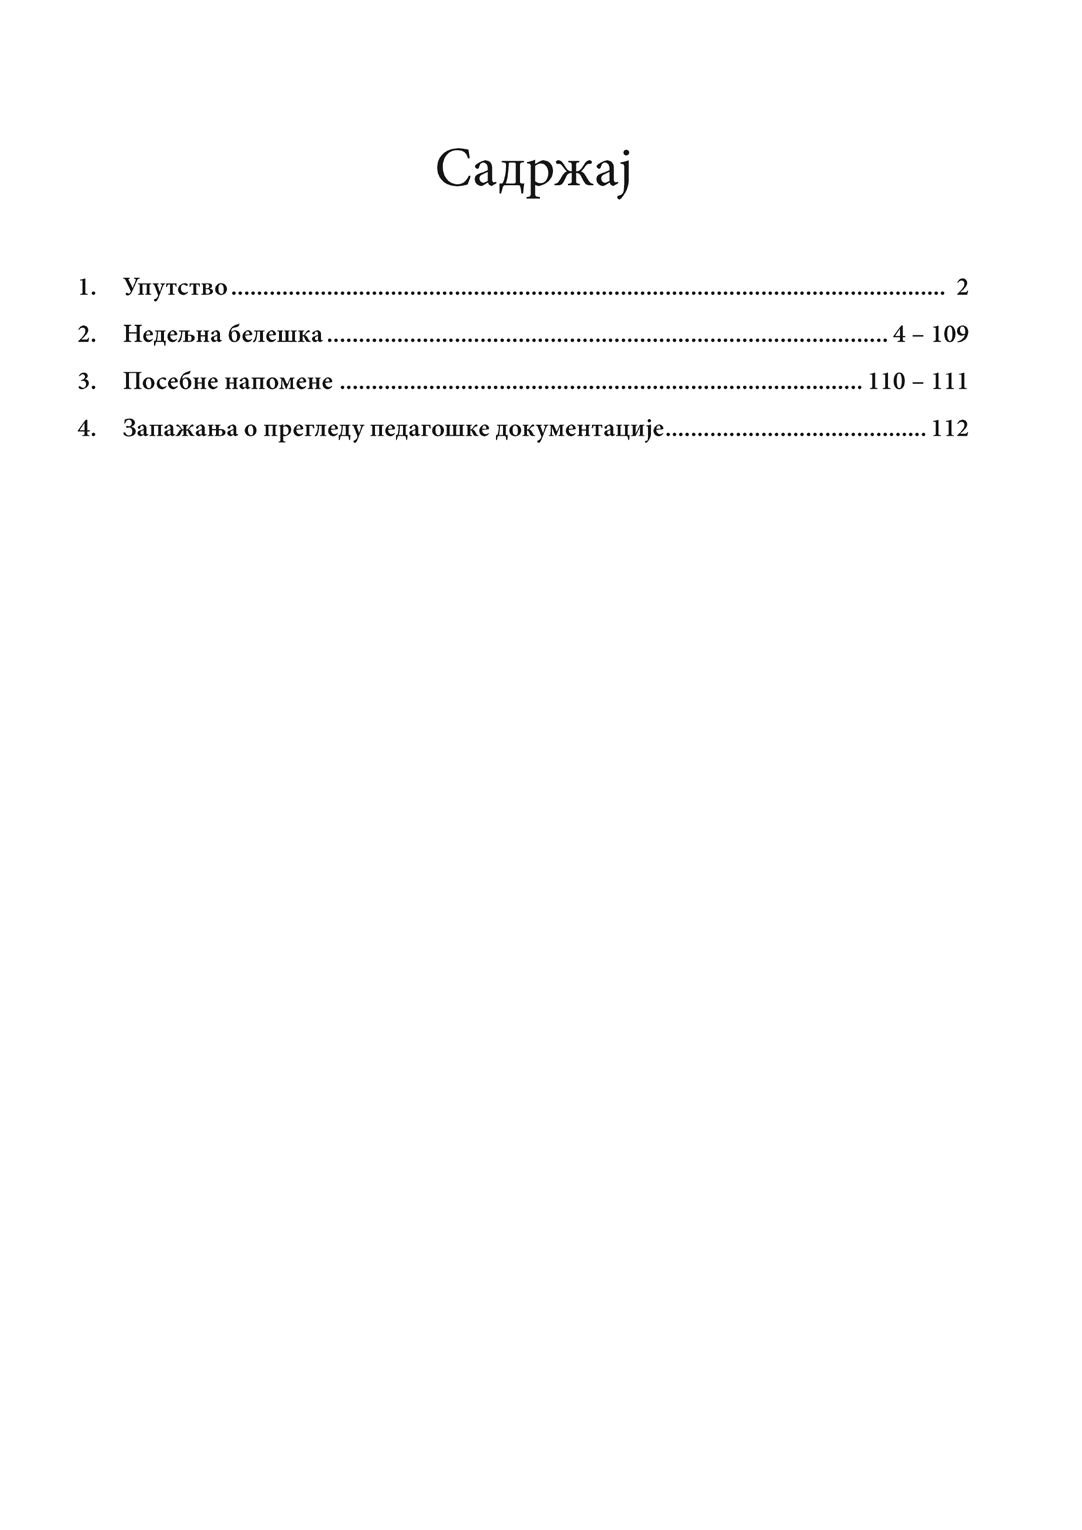 Садржај
1. Упутство.................................................................................................................. 2
2. Недељна белешка......................................................................................... 4 – 109
3. Посебне напомене ................................................................................... 110 – 111
4. Запажања о прегледу педагошке документације......................................... 112